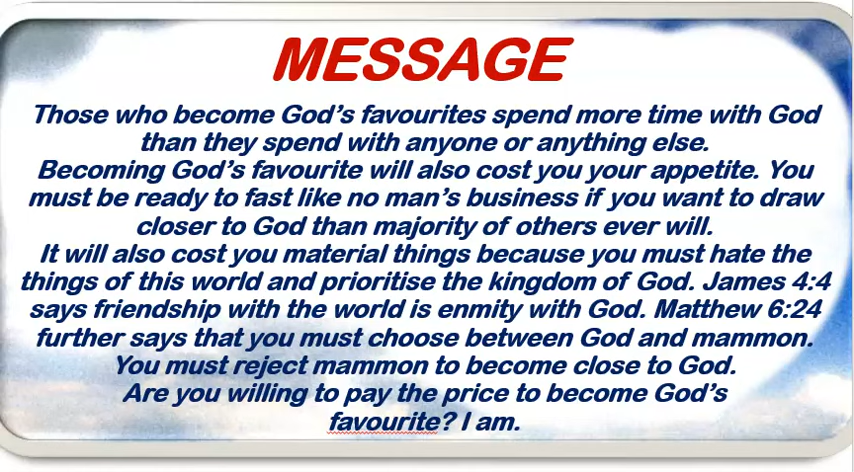 MESSAGE
Those who become God’s favourites spend more time with God
than they spend with anyone or anything else.
Becoming God’s favourite will also cost you your appetite. You
must be ready to fast like no man’s business if you want to draw
closer to God than majority of others ever will.
It will also cost you material things because you must hate the
things of this world and prioritise the kingdom of God. James 4:4
says friendship with the world is enmity with God. Matthew 6:24
further says that you must choose between God and mammon.
You must reject mammon to become close to God.
Are you willing to pay the price to become God’s
favourite? I am.